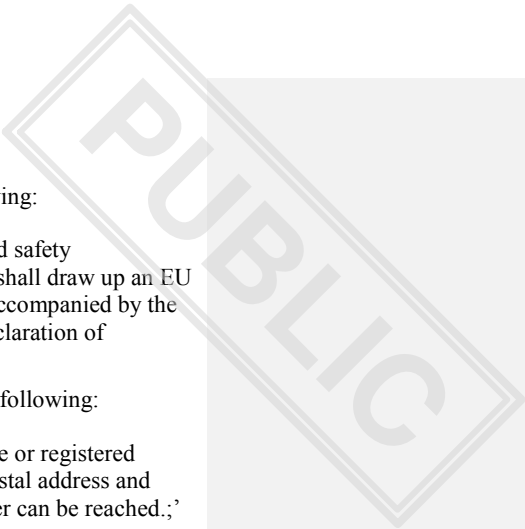 PUBLIC
ing:
d safety
shall draw up an EU
ccompanied by the
claration of
following:
e or registered
stal address and
er can be reached.;’